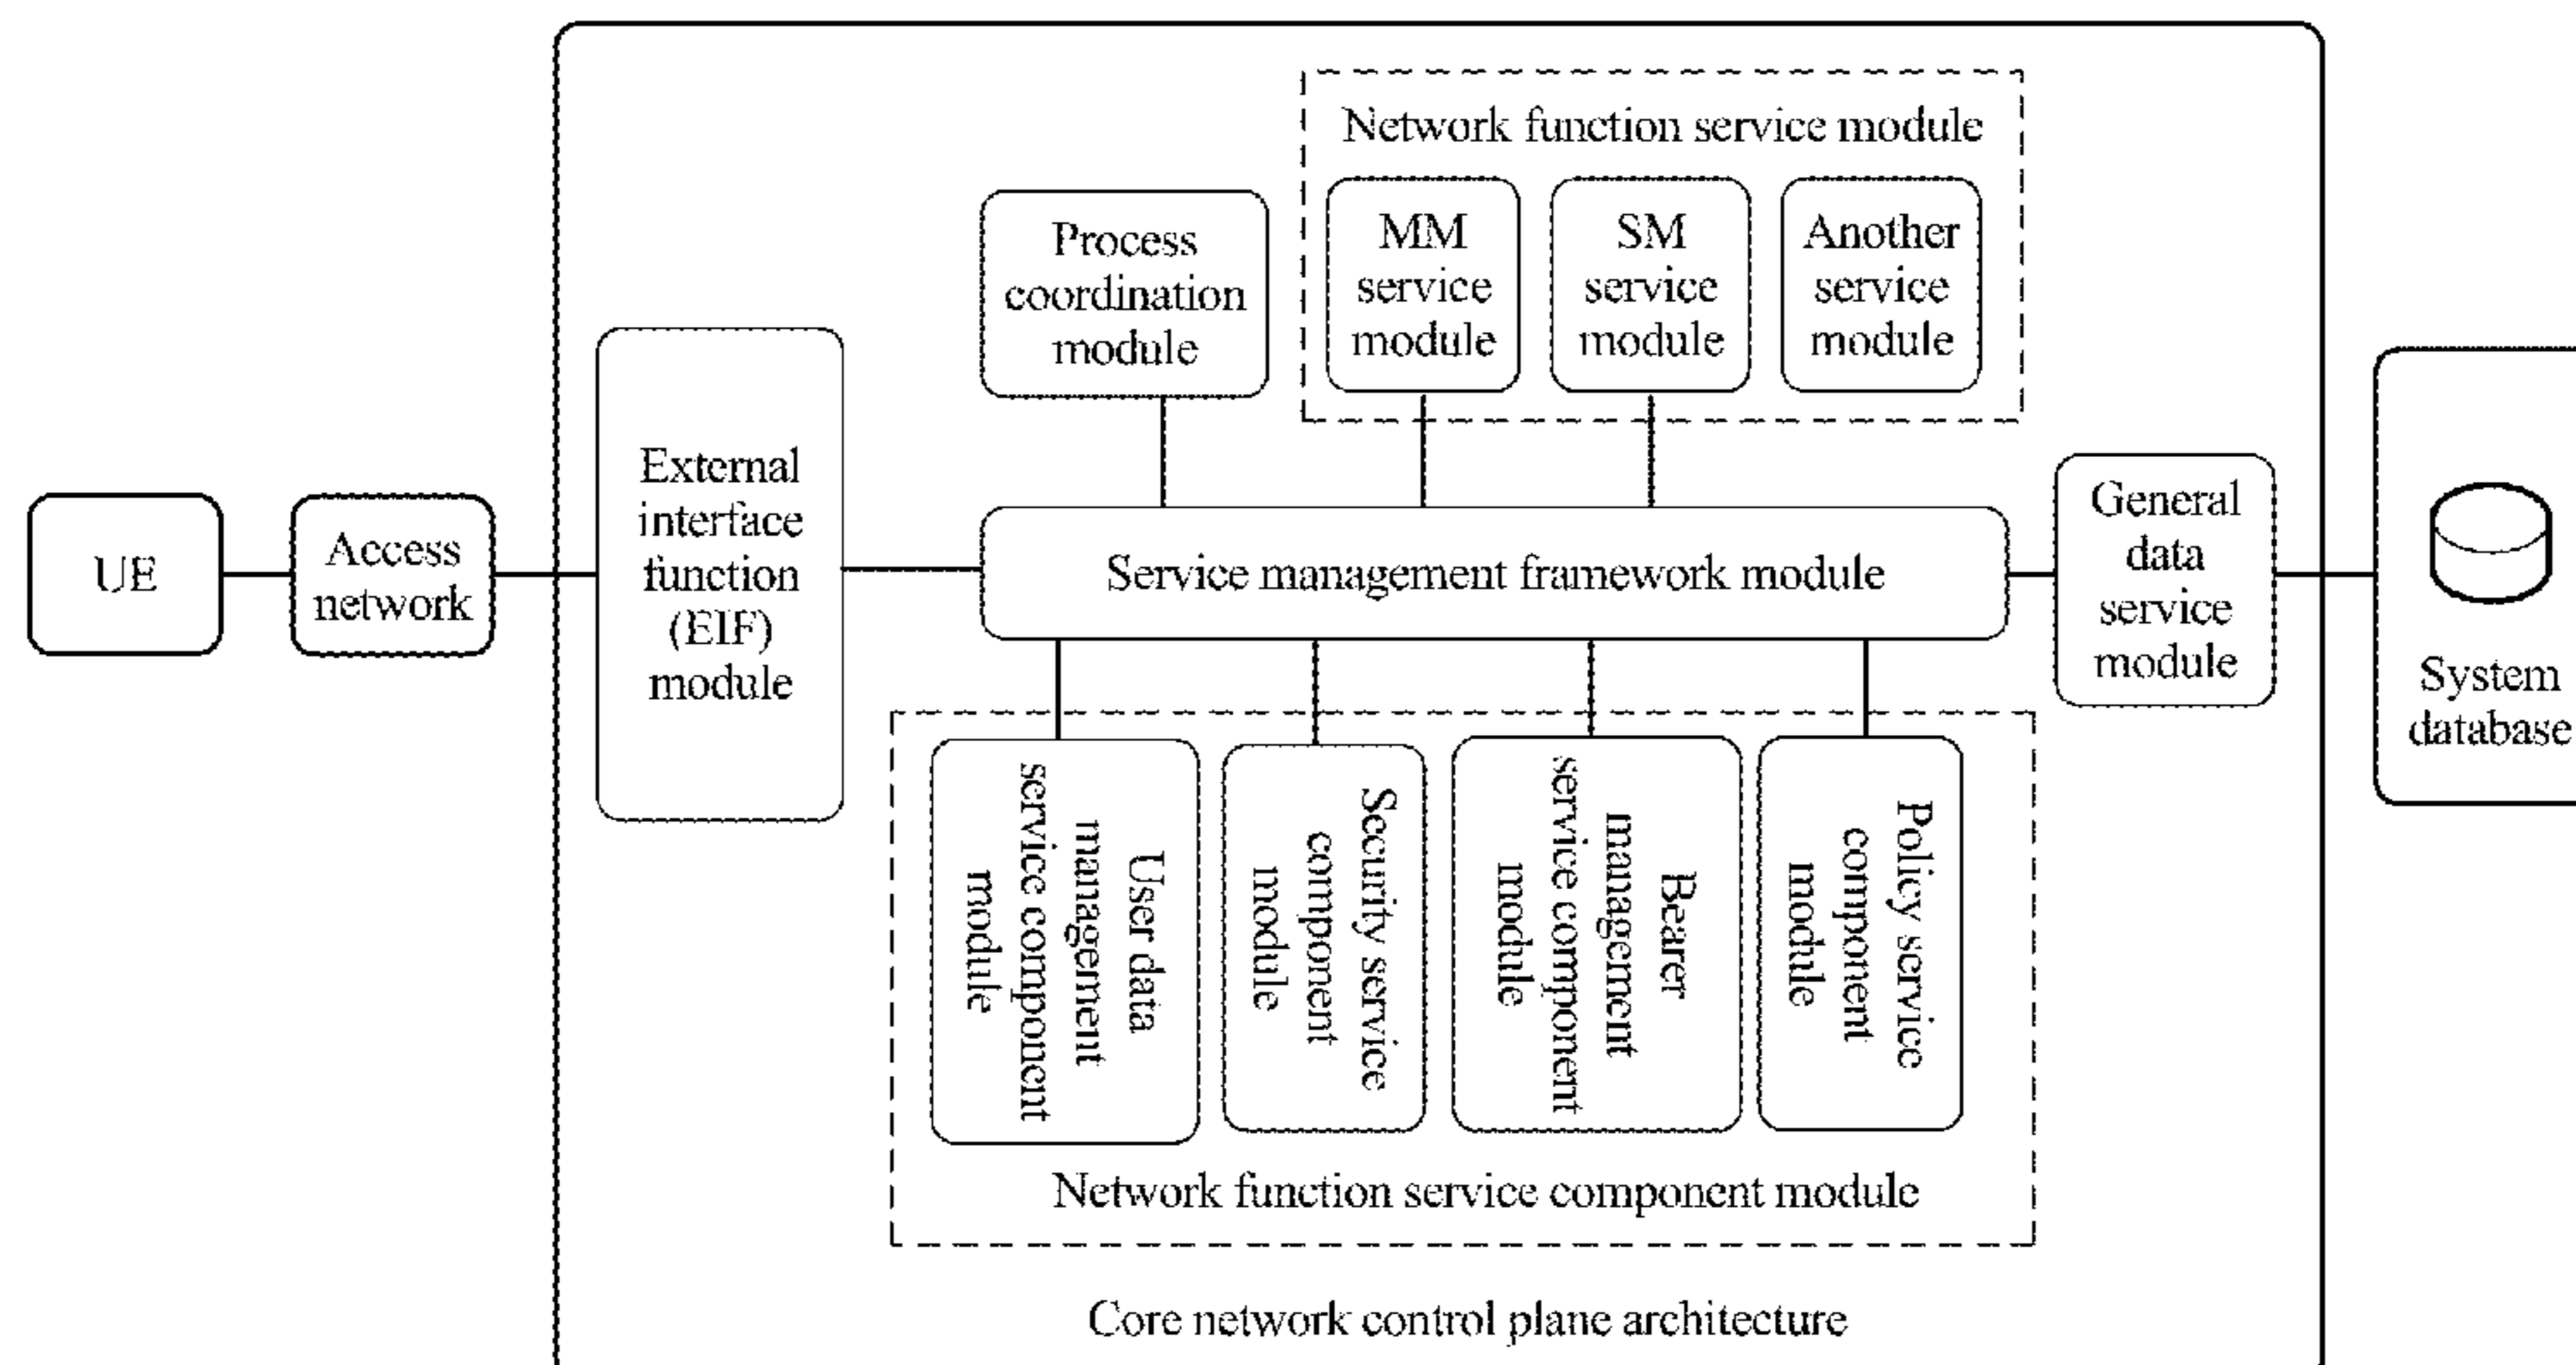 Network function service module
Process
coordination
module
MM
service
module
SM
service
module
Another
service
module
UE
Access
network
External
interface
function
(EIF)
module
Service management framework module
General
data
service
module
System
database
User data
management
service component
module
Security service
component
module
Bearer
management
service component
module
Policy service
component
module
Network function service component module
Core network control plane architecture